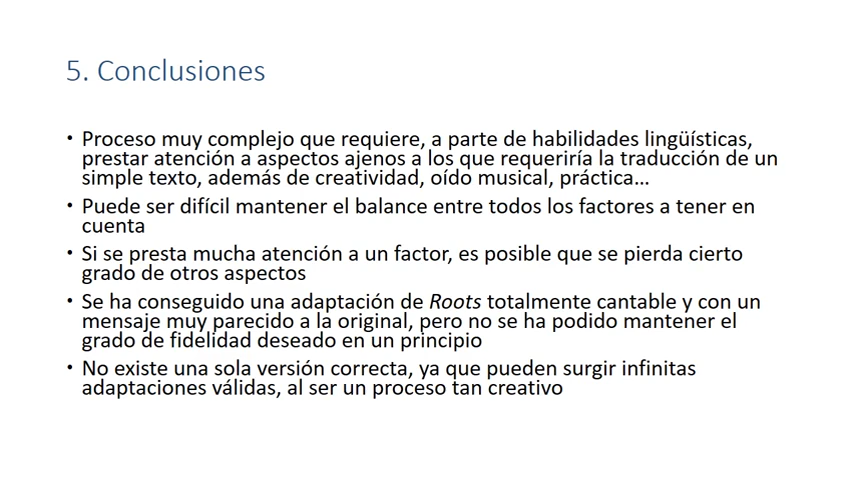 5. Conclusiones
• Proceso muy complejo que requiere, a parte de habilidades lingüísticas,
prestar atención a aspectos ajenos a los que requeriría la traducción de un
simple texto, además de creatividad, oído musical, práctica…
• Puede ser difícil mantener el balance entre todos los factores a tener en
cuenta
• Si se presta mucha atención a un factor, es posible que se pierda cierto
grado de otros aspectos
• Se ha conseguido una adaptación de Roots totalmente cantable y con un
mensaje muy parecido a la original, pero no se ha podido mantener el
grado de fidelidad deseado en un principio
• No existe una sola versión correcta, ya que pueden surgir infinitas
adaptaciones válidas, al ser un proceso tan creativo